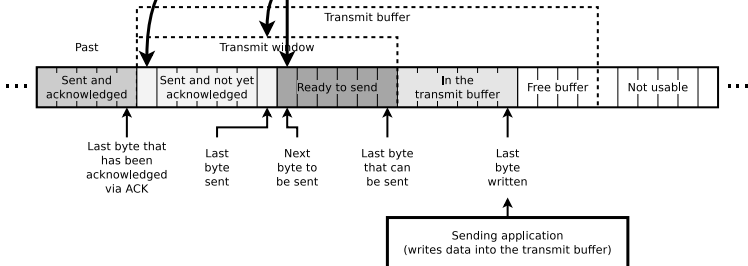 Transmit buffer
Past
Transmit window
Sent and
acknowledged
Sent and not yet
acknowledged
Ready to send
In the
transmit buffer
Free buffer
Not usable
Last byte that
has been
acknowledged
via ACK
Last
byte
sent
Next
byte to
be sent
Last byte
that can
be sent
Last
byte
written
Sending application
(writes data into the transmit buffer)